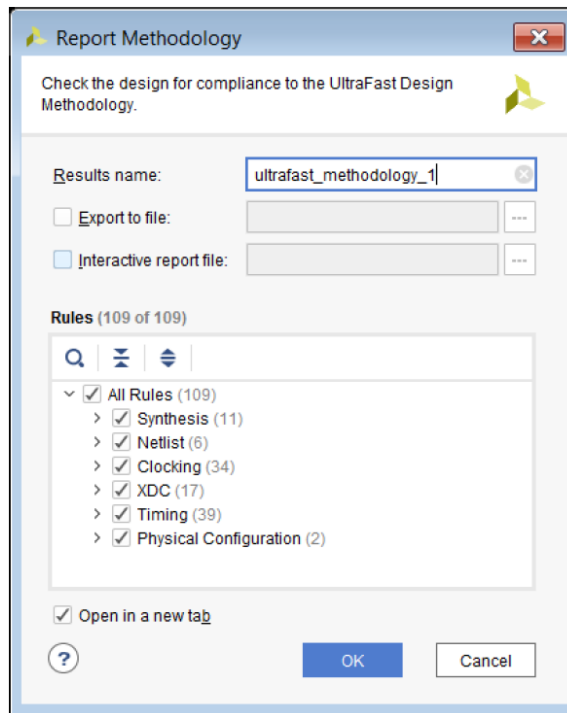 Report Methodology
Check the design for compliance to the UltraFast Design
Methodology.
Results name: ultrafast_methodology_1
Export to file: ...
Interactive report file: ...
Rules (109 of 109)
All Rules (109)
Synthesis (11)
Netlist (6)
Clocking (34)
XDC (17)
Timing (39)
Physical Configuration (2)
Open in a new tab
? OK Cancel